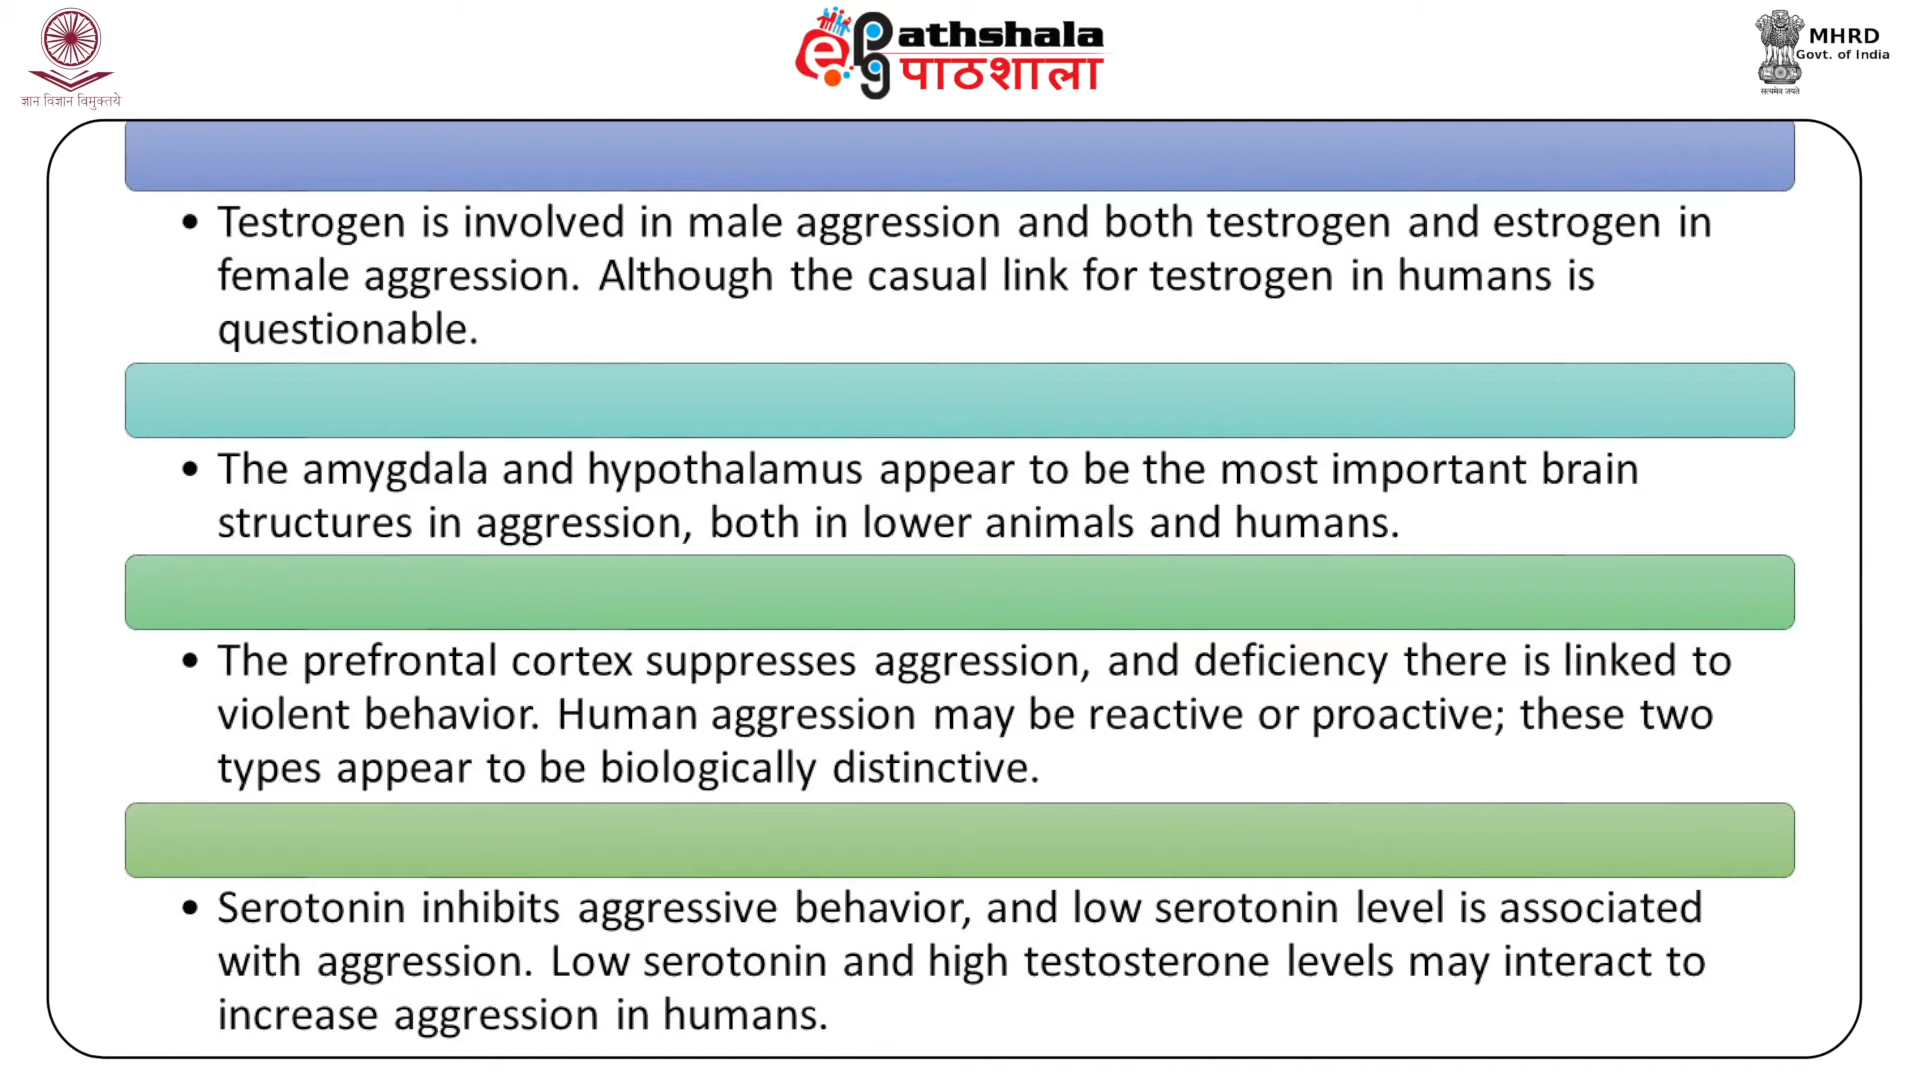 ज्ञान विज्ञान विमुक्तये
ePg Pathshala
पाठशाला
MHRD
Govt. of India
सत्यमेव जयते
• Testrogen is involved in male aggression and both testrogen and estrogen in
female aggression. Although the casual link for testrogen in humans is
questionable.
• The amygdala and hypothalamus appear to be the most important brain
structures in aggression, both in lower animals and humans.
• The prefrontal cortex suppresses aggression, and deficiency there is linked to
violent behavior. Human aggression may be reactive or proactive; these two
types appear to be biologically distinctive.
• Serotonin inhibits aggressive behavior, and low serotonin level is associated
with aggression. Low serotonin and high testosterone levels may interact to
increase aggression in humans.